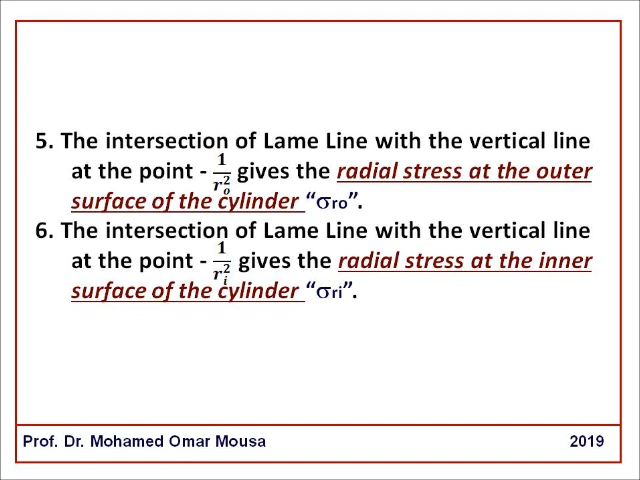 5. The intersection of Lame Line with the vertical line
at the point - $\frac{1}{r_o^2}$ gives the radial stress at the outer
surface of the cylinder “σro”.
6. The intersection of Lame Line with the vertical line
at the point - $\frac{1}{r_i^2}$ gives the radial stress at the inner
surface of the cylinder “σri”.
Prof. Dr. Mohamed Omar Mousa 2019